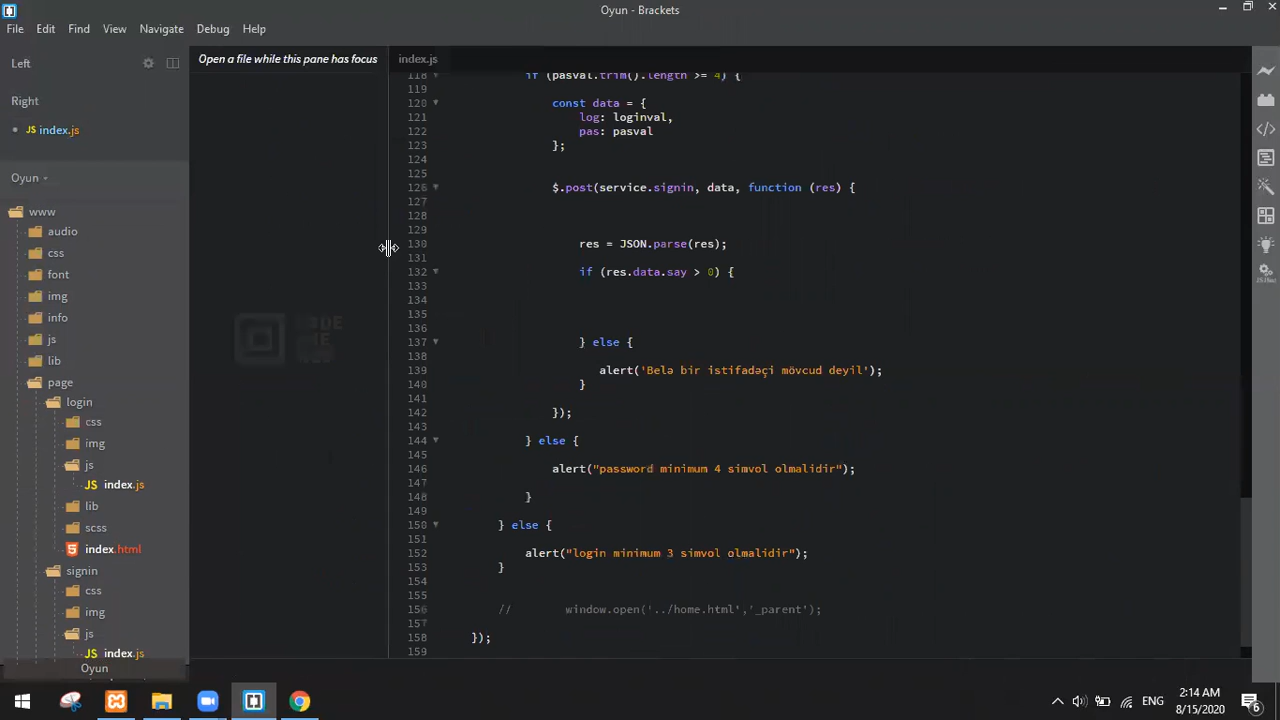 Oyun - Brackets
File Edit Find View Navigate Debug Help
Left
Open a file while this pane has focus
index.js
Right
JS index.js
Oyun
www
audio
css
font
img
info
js
lib
page
login
css
img
js
JS index.js
lib
scss
index.html
signin
css
img
js
JS index.js
Oyun
118 if (pasval.trim().length >= 4) {
119
120 const data = {
121 log: loginval,
122 pas: pasval
123 };
124
125
126 $.post(service.signin, data, function (res) {
127
128
129
130 res = JSON.parse(res);
131
132 if (res.data.say > 0) {
133
134
135
136
137 } else {
138
139 alert('Belə bir istifadəçi mövcud deyil');
140 }
141
142 });
143
144 } else {
145
146 alert("password minimum 4 simvol olmalidir");
147
148 }
149
150 } else {
151
152 alert("login minimum 3 simvol olmalidir");
153 }
154
155
156 // window.open('../home.html','_parent');
157
158 });
159
ENG
2:14 AM
8/15/2020
6